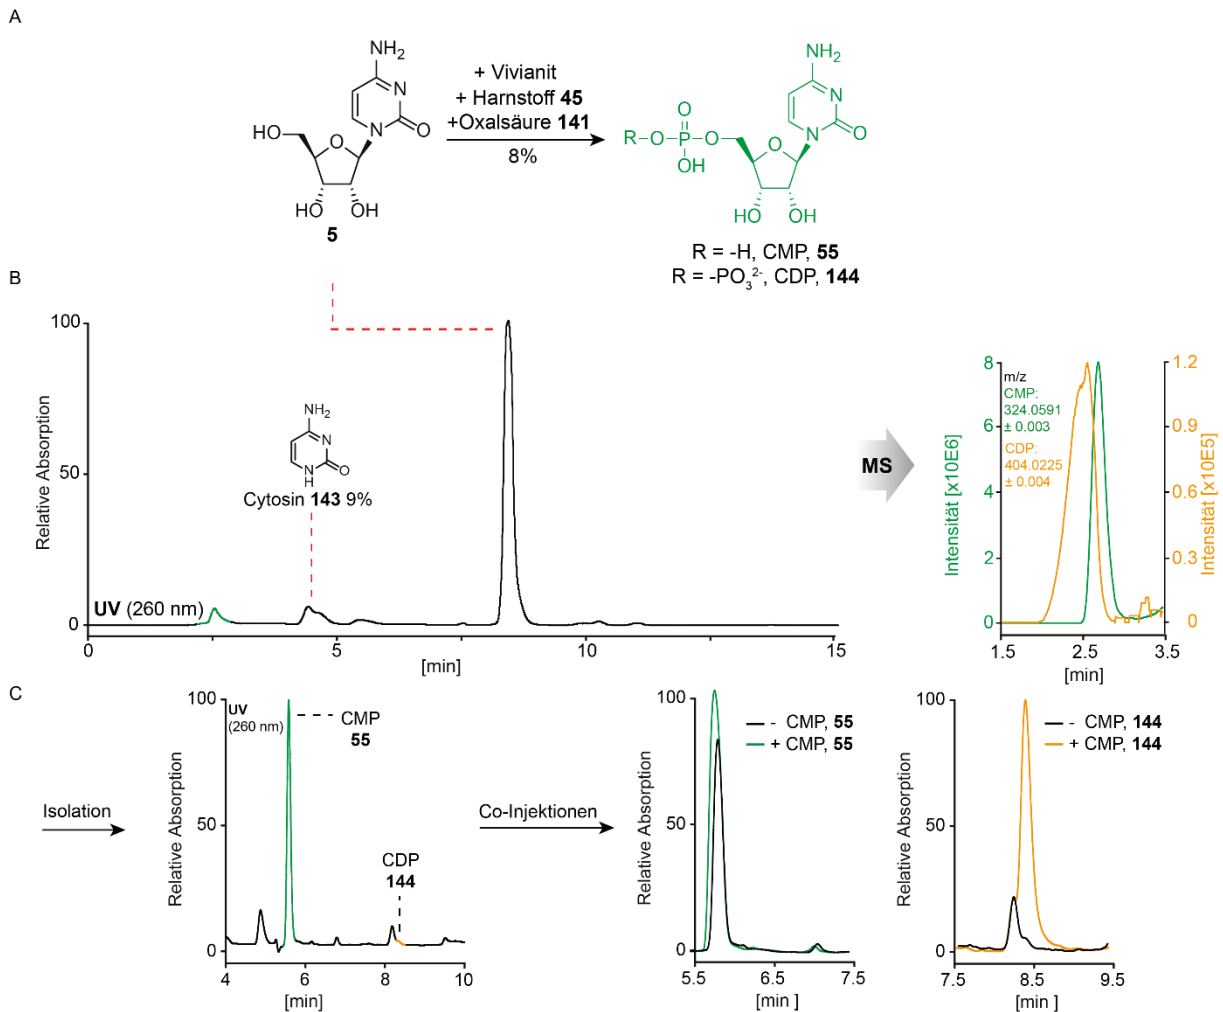 A
NH₂
N
N
O
O
HO
HO
OH
5
+ Vivianit
+ Harnstoff 45
+Oxalsäure 141
8%
NH₂
N
N
O
O
R–O–P–O
O
OH
HO
OH
R = -H, CMP, 55
R = -PO₃²⁻, CDP, 144
B
100
50
0
Relative Absorption
NH₂
N
N
H
O
Cytosin 143 9%
UV (260 nm)
0
5
10
15
[min]
MS
8
6
4
2
0
Intensität [x10E6]
m/z
CMP:
324.0591
± 0.003
CDP:
404.0225
± 0.004
1.2
0.9
0.6
0.3
0
Intensität [x10E5]
1.5
2.5
3.5
[min]
C
Isolation
100
50
0
Relative Absorption
UV
(260 nm)
CMP
55
CDP
144
4
6
8
10
[min]
Co-Injektionen
100
50
0
Relative Absorption
- CMP, 55
+ CMP, 55
5.5
6.5
7.5
[min ]
100
50
0
Relative Absorption
- CMP, 144
+ CMP, 144
7.5
8.5
9.5
[min ]